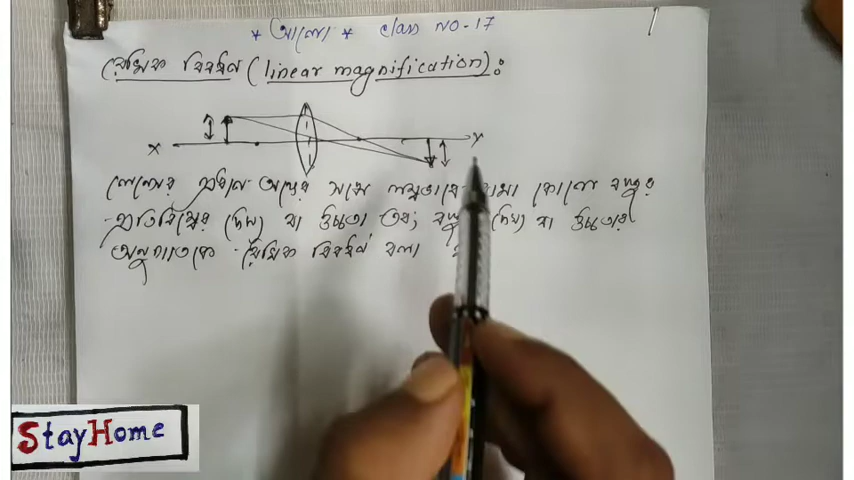 * আলো * class NO-17
রৈখিক বিবর্ধন (linear magnification) :
X Y
লেন্সের প্রধান অক্ষের সঙ্গে লম্বভাবে কোনো বস্তুর
প্রতিবিম্বের (দৈর্ঘ্য) বা উচ্চতা এবং বস্তুর (দৈর্ঘ্য) বা উচ্চতার
অনুপাতকে রৈখিক বিবর্ধন বলা
StayHome